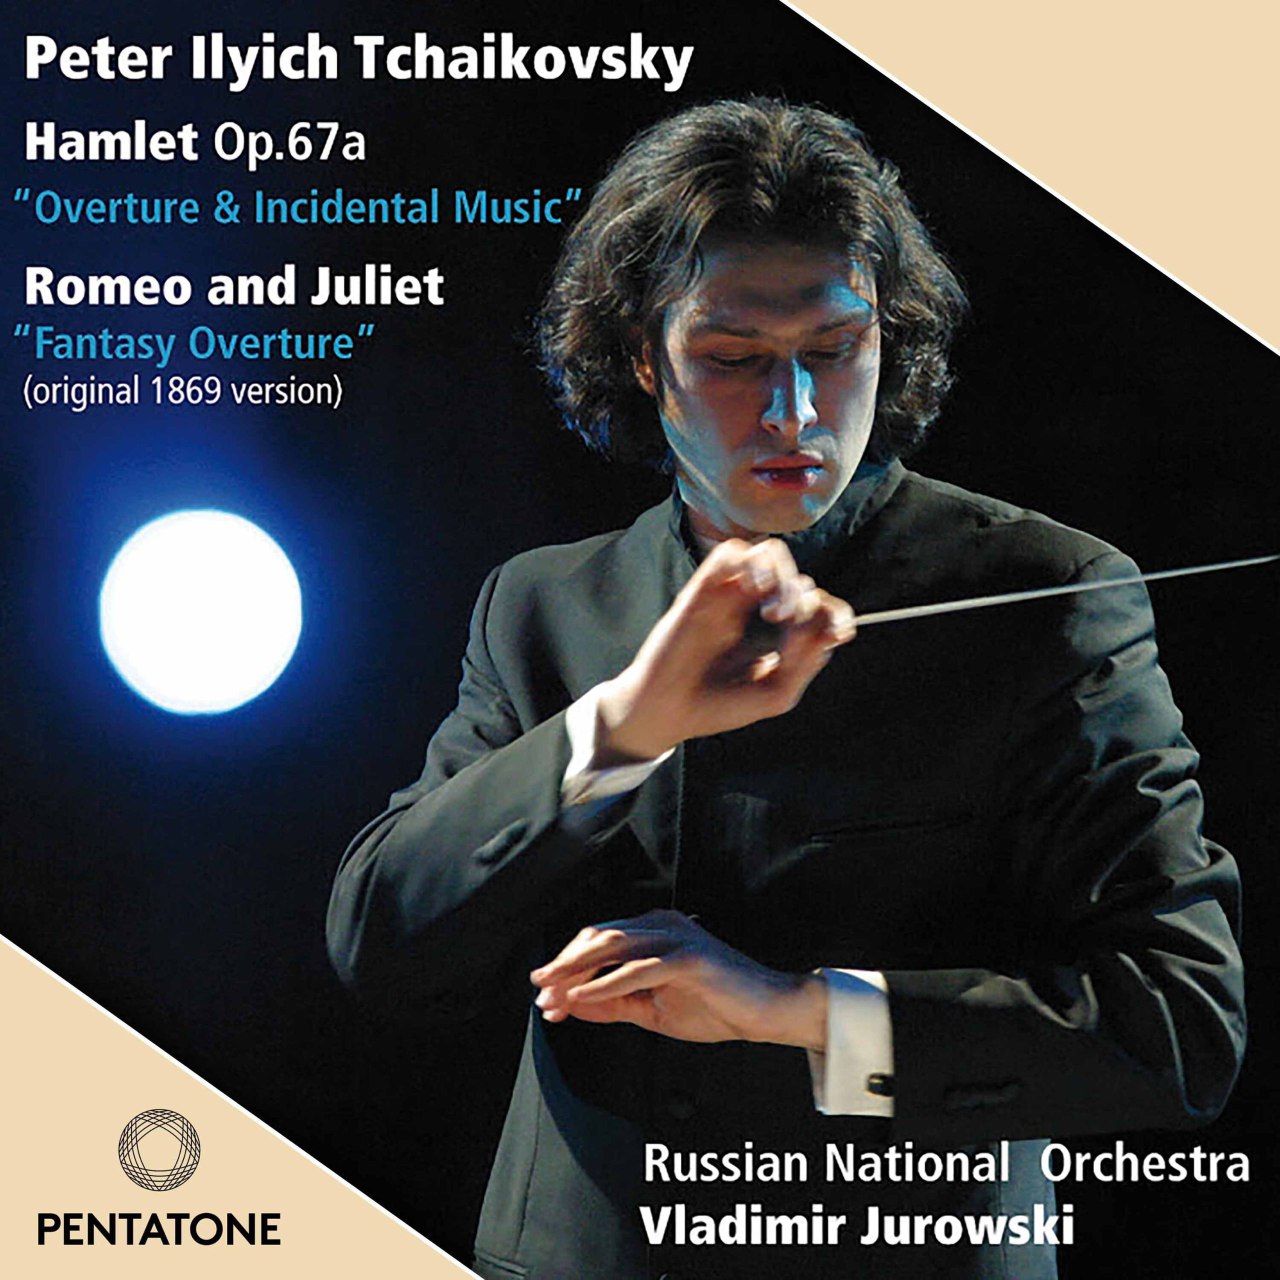 Peter Ilyich Tchaikovsky
Hamlet Op.67a
“Overture & Incidental Music”
Romeo and Juliet
“Fantasy Overture”
(original 1869 version)
Russian National Orchestra
Vladimir Jurowski
PENTATONE